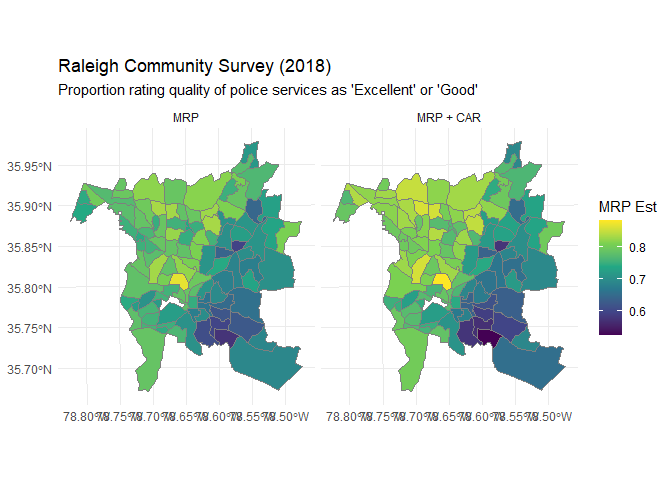 Raleigh Community Survey (2018)
Proportion rating quality of police services as 'Excellent' or 'Good'
MRP
MRP + CAR
35.95°N
35.90°N
35.85°N
35.80°N
35.75°N
35.70°N
78.80°W 78.75°W 78.70°W 78.65°W 78.60°W 78.55°W 78.50°W
78.80°W 78.75°W 78.70°W 78.65°W 78.60°W 78.55°W 78.50°W
MRP Est
0.8
0.7
0.6